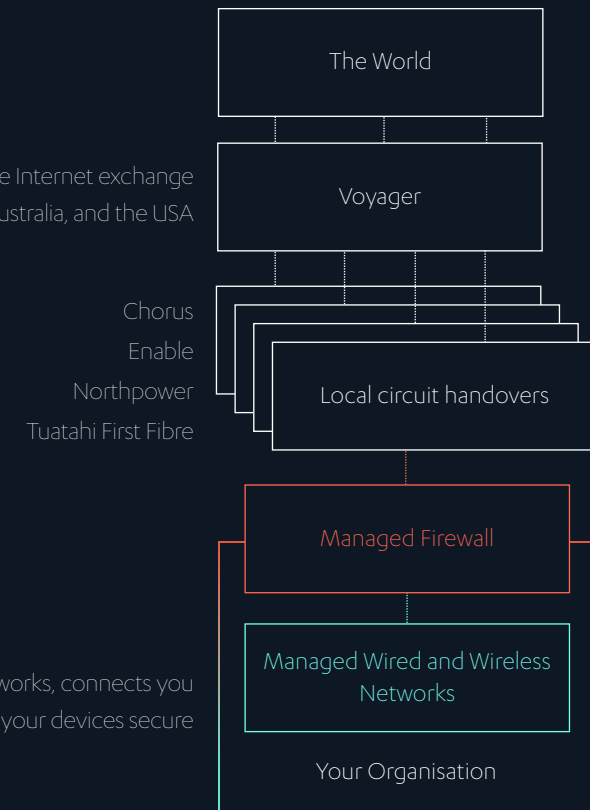 The World
e Internet exchange
ustralia, and the USA
Voyager
Chorus
Enable
Northpower
Tuatahi First Fibre
Local circuit handovers
Managed Firewall
Managed Wired and Wireless
Networks
works, connects you
your devices secure
Your Organisation